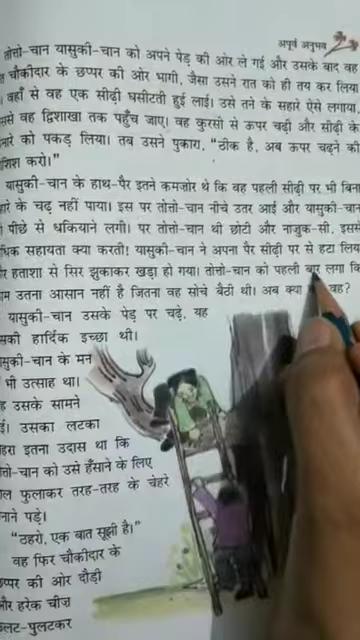 अपूर्व अनुभव
तोत्तो-चान यासुकी-चान को अपने पेड़ की ओर ले गई और उसके बाद वह
चौकीदार के छप्पर की ओर भागी, जैसा उसने रात को ही तय कर लिया
वहाँ से वह एक सीढ़ी घसीटती हुई लाई। उसे तने के सहारे ऐसे लगाया,
द्विशाखा तक पहुँच जाए। वह कुरसी से ऊपर चढ़ी और सीढ़ी के
को पकड़ लिया। तब उसने पुकारा, "ठीक है, अब ऊपर चढ़ने की
करो।"
यासुकी-चान के हाथ-पैर इतने कमज़ोर थे कि वह पहली सीढ़ी पर भी बिना
के चढ़ नहीं पाया। इस पर तोत्तो-चान नीचे उतर आई और यासुकी-चान
पीछे से धकियाने लगी। पर तोत्तो-चान थी छोटी और नाजुक-सी, इससे
सहायता क्या करती! यासुकी-चान ने अपना पैर सीढ़ी पर से हटा लिया
हताशा से सिर झुकाकर खड़ा हो गया। तोत्तो-चान को पहली बार लगा कि
उतना आसान नहीं है जितना वह सोचे बैठी थी। अब क्या वह?
यासुकी-चान उसके पेड़ पर चढ़े, यह
हार्दिक इच्छा थी।
के मन
भी उत्साह था।
उसके सामने
उसका लटका
इतना उदास था कि
को उसे हँसाने के लिए
फुलाकर तरह-तरह के चेहरे
पड़े।
"ठहरो, एक बात सूझी है।"
वह फिर चौकीदार के
की ओर दौड़ी
हरेक चीज़